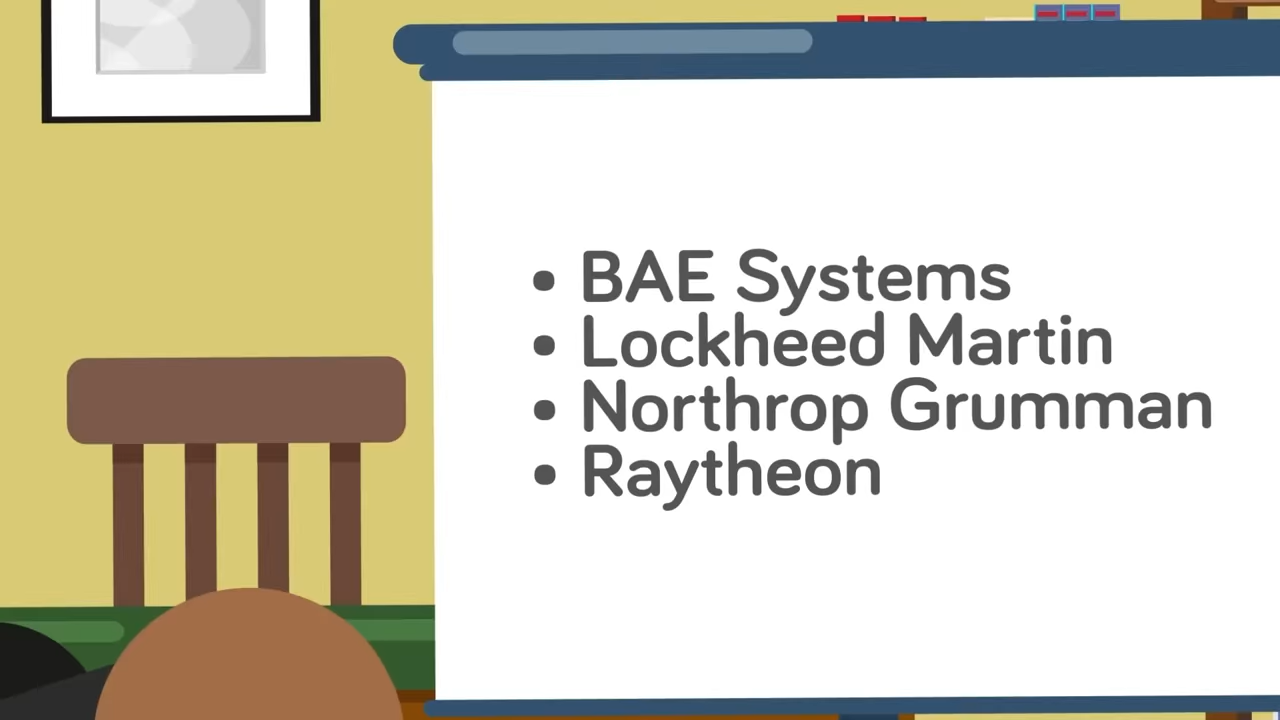 • BAE Systems
• Lockheed Martin
• Northrop Grumman
• Raytheon